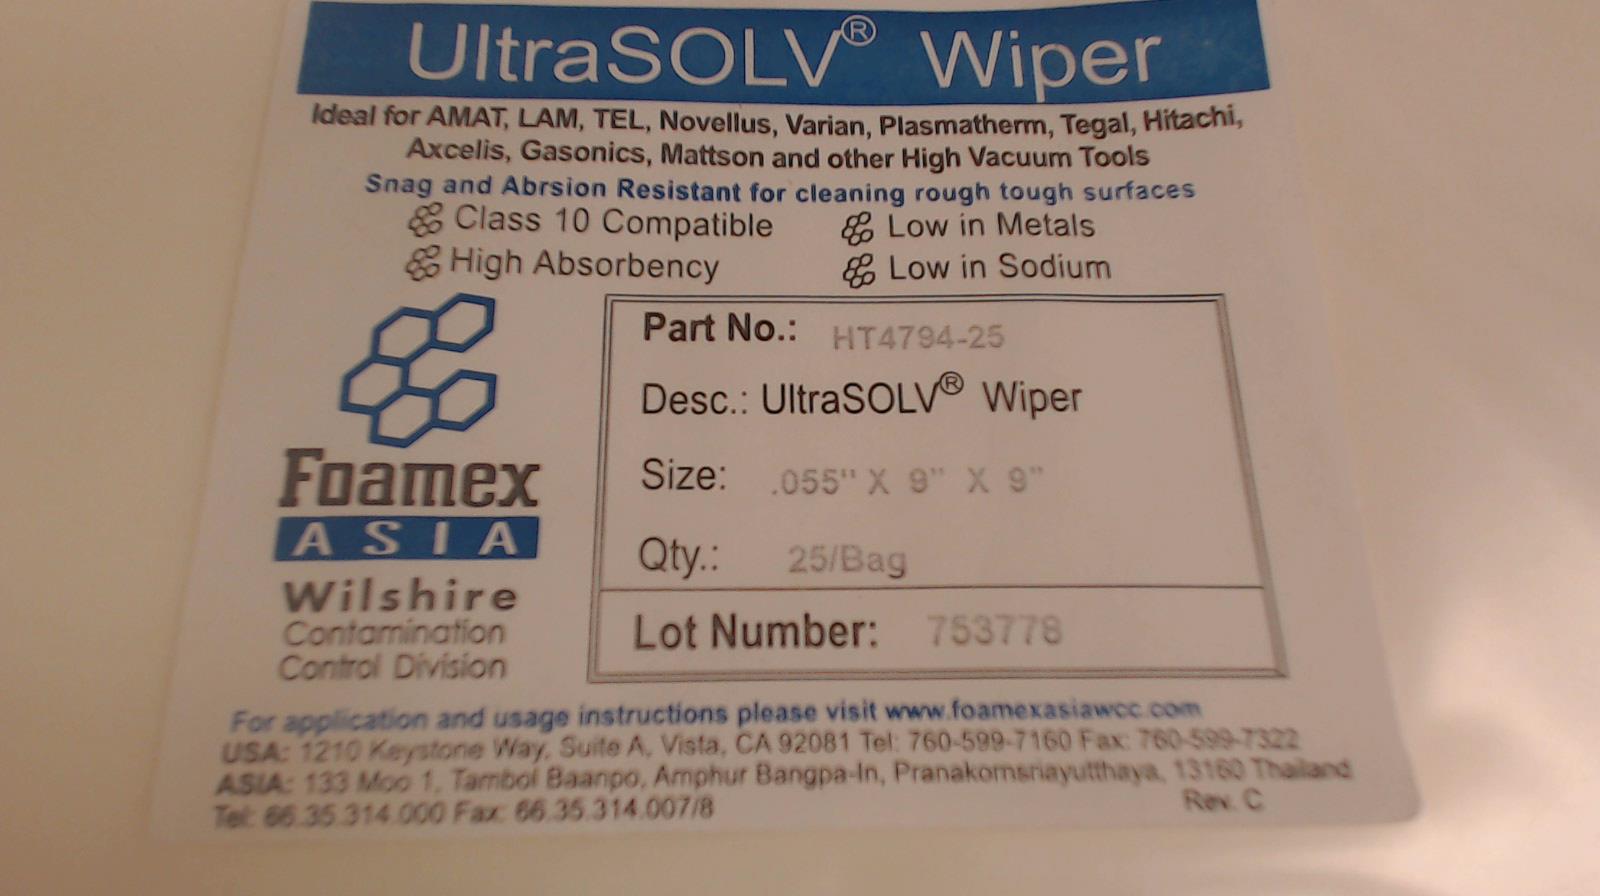 UltraSOLV® Wiper
Ideal for AMAT, LAM, TEL, Novellus, Varian, Plasmatherm, Tegal, Hitachi,
Axcelis, Gasonics, Mattson and other High Vacuum Tools
Snag and Abrsion Resistant for cleaning rough tough surfaces
Class 10 Compatible Low in Metals
High Absorbency Low in Sodium
Part No.: HT4794-25
Desc.: UltraSOLV® Wiper
Size: .055" X 9" X 9"
Qty.: 25/Bag
Lot Number: 753778
Foamex
ASIA
Wilshire
Contamination
Control Division
For application and usage instructions please visit www.foamexasiawcc.com
USA: 1210 Keystone Way, Suite A, Vista, CA 92081 Tel: 760-599-7160 Fax: 760-599-7322
ASIA: 133 Moo 1, Tambol Baanpo, Amphur Bangpa-In, Pranakornsriayutthaya, 13160 Thailand
Tel: 66.35.314.000 Fax: 66.35.314.007/8 Rev. C